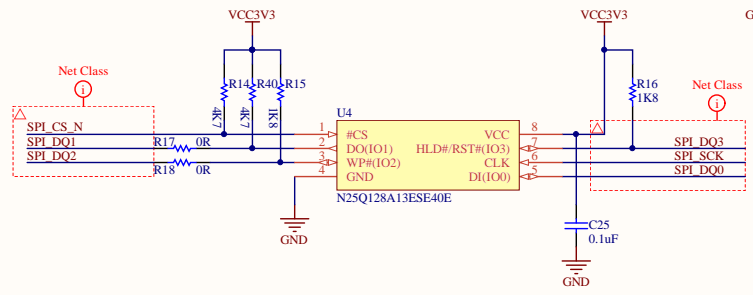 VCC3V3
VCC3V3
G
Net Class
i
R14
R40
R15
4K7
4K7
1K8
R16
1K8
Net Class
i
U4
SPI_CS_N
SPI_DQ1
SPI_DQ2
R17
0R
R18
0R
1
2
3
4
#CS
DO(IO1)
WP#(IO2)
GND
VCC
HLD#/RST#(IO3)
CLK
DI(IO0)
8
7
6
5
SPI_DQ3
SPI_SCK
SPI_DQ0
N25Q128A13ESE40E
GND
C25
0.1uF
GND